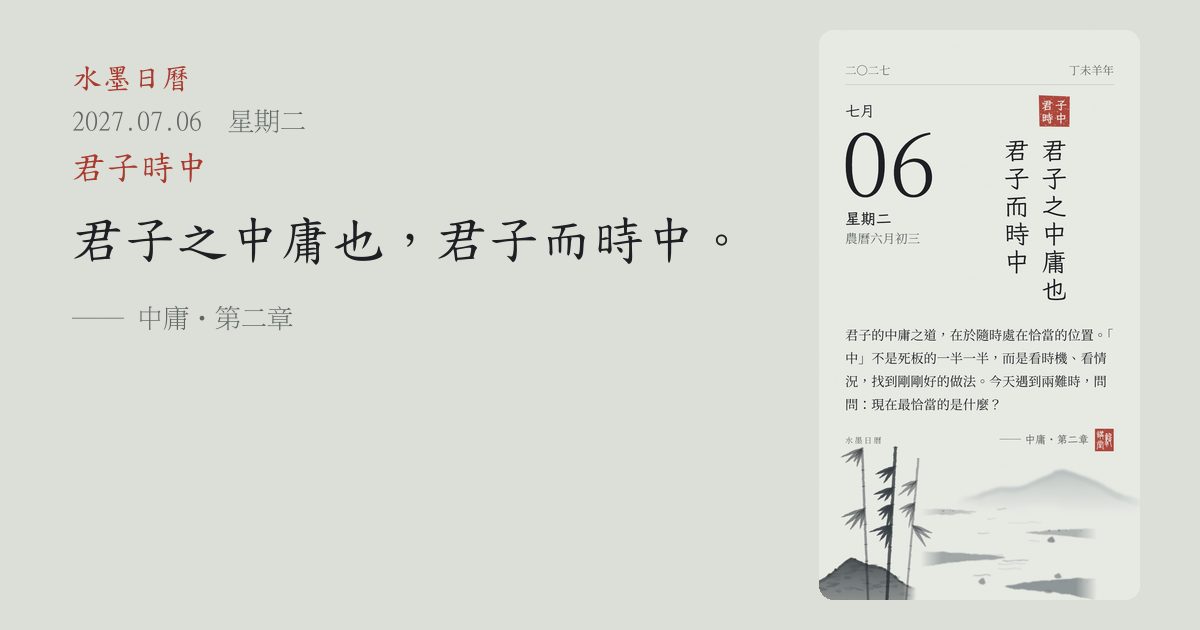 水墨日曆
2027.07.06 星期二
君子時中
君子之中庸也，君子而時中。
—— 中庸・第二章
二〇二七 丁未羊年
七月
06
星期二
農曆六月初三
君子時中
君子之中庸也
君子而時中
君子的中庸之道，在於隨時處在恰當的位置。「
中」不是死板的一半一半，而是看時機、看情
況，找到剛剛好的做法。今天遇到兩難時，問
問：現在最恰當的是什麼？
水墨日曆
—— 中庸・第二章